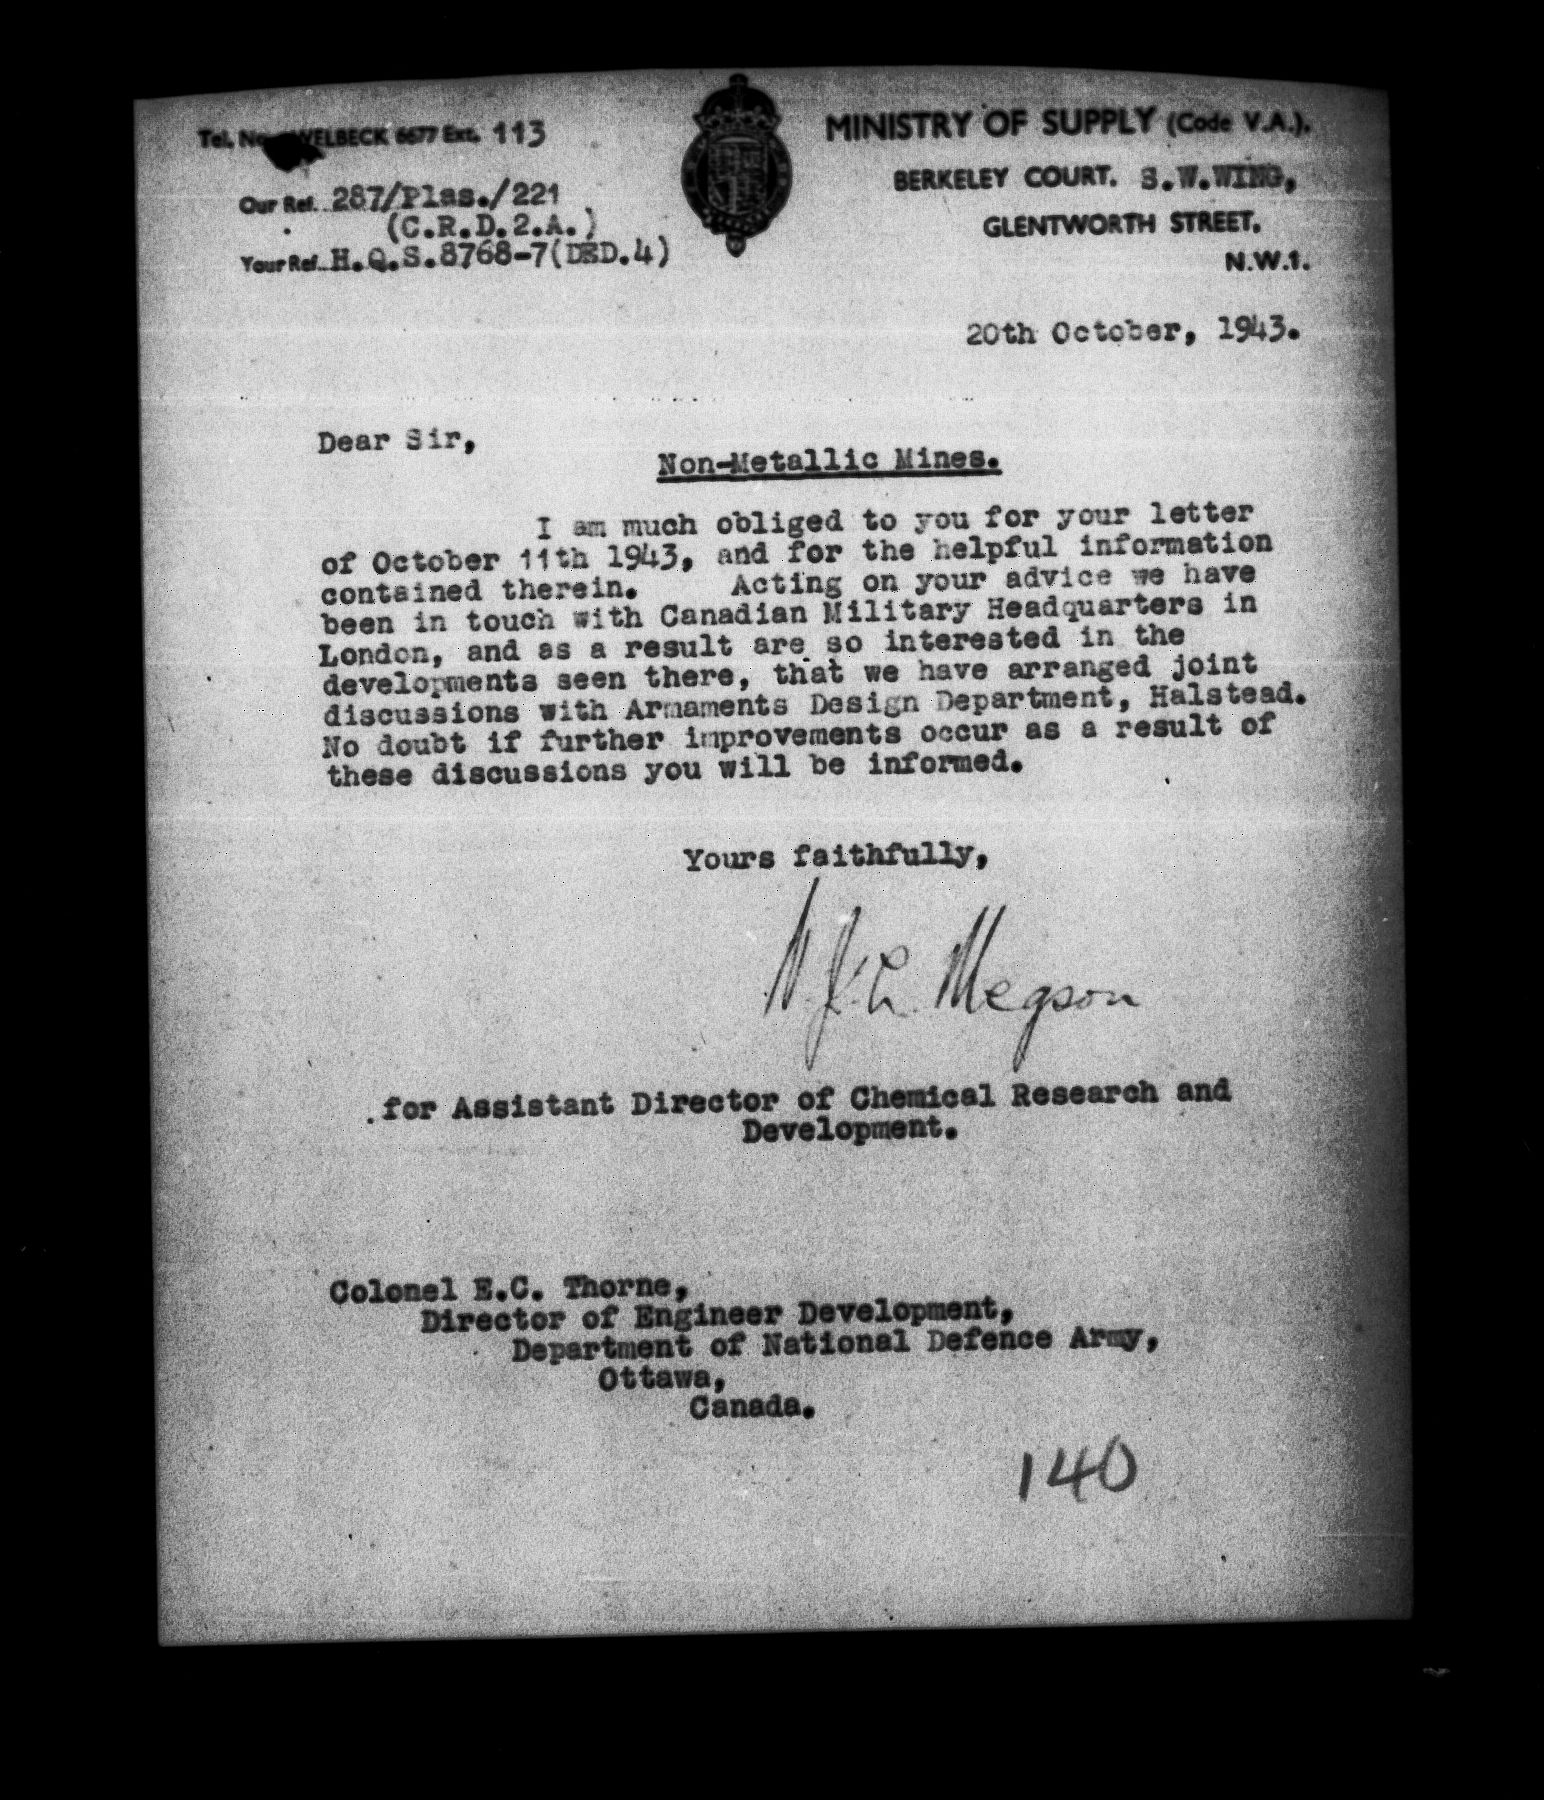 Tel. No. WELBECK 6677 Ext. 113
Our Ref. 287/Plas./221
(C.R.D.2.A.)
Your Ref. H.Q.S.8768-7(DED.4)
MINISTRY OF SUPPLY (Code V.A.).
BERKELEY COURT. S.W.WING,
GLENTWORTH STREET.
N.W.1.
20th October, 1943.
Dear Sir,
Non-Metallic Mines.
I am much obliged to you for your letter
of October 11th 1943, and for the helpful information
contained therein. Acting on your advice we have
been in touch with Canadian Military Headquarters in
London, and as a result are so interested in the
developments seen there, that we have arranged joint
discussions with Armaments Design Department, Halstead.
No doubt if further improvements occur as a result of
these discussions you will be informed.
Yours faithfully,
N.J.L. Megson
for Assistant Director of Chemical Research and
Development.
Colonel E.C. Thorne,
Director of Engineer Development,
Department of National Defence Army,
Ottawa,
Canada.
140